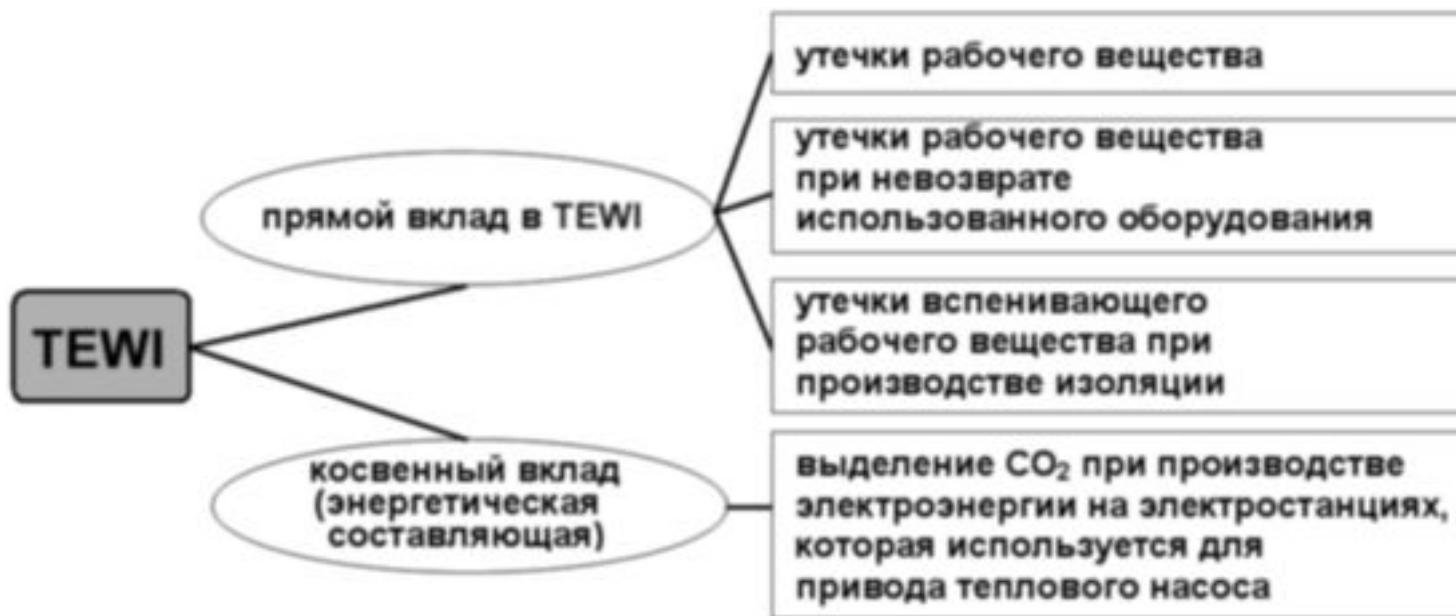 TEWI
прямой вклад в TEWI
утечки рабочего вещества
утечки рабочего вещества
при невозврате
использованного оборудования
утечки вспенивающего
рабочего вещества при
производстве изоляции
косвенный вклад
(энергетическая
составляющая)
выделение CO₂ при производстве
электроэнергии на электростанциях,
которая используется для
привода теплового насоса